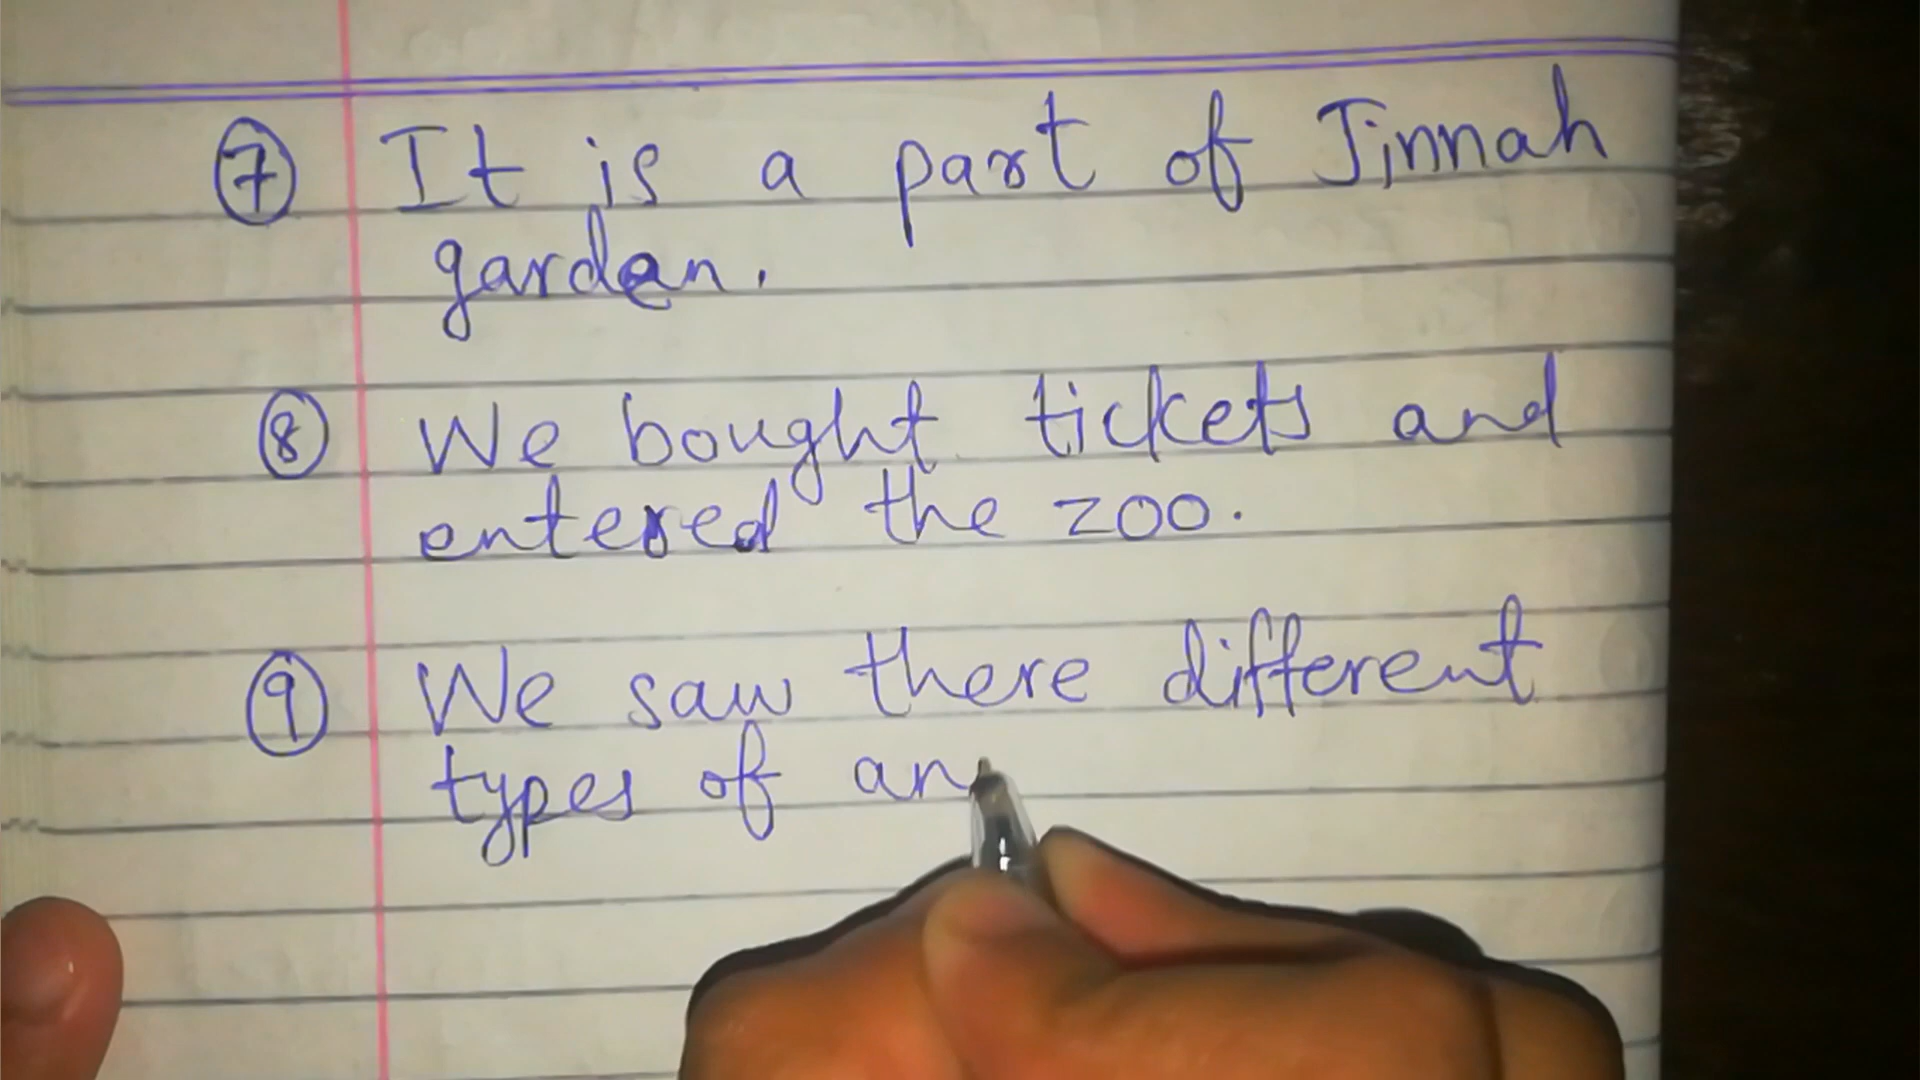 7 It is a part of Jinnah
garden.
8 We bought tickets and
entered the zoo.
9 We saw there different
types of an